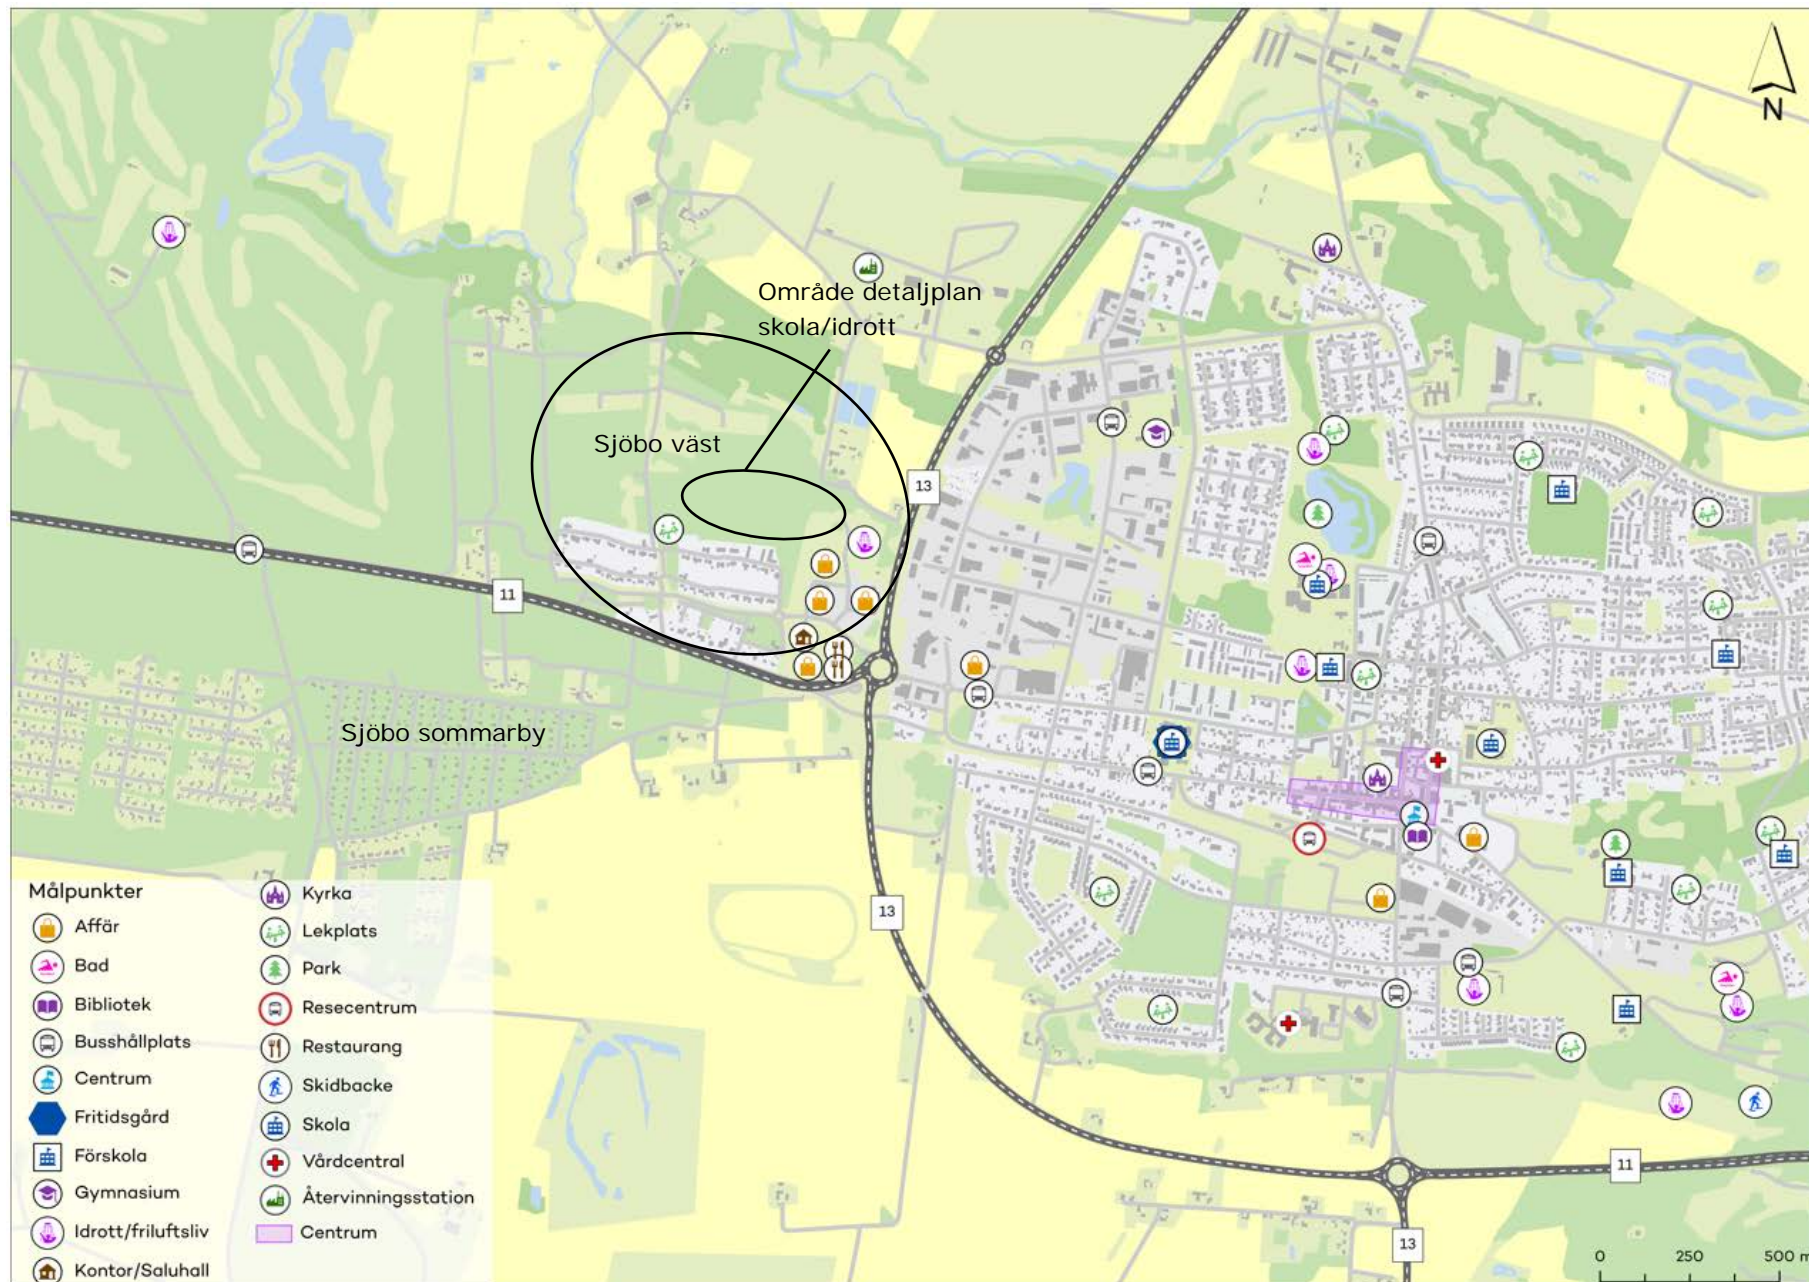 N
Område detaljplan
skola/idrott
Sjöbo väst
13
11
Sjöbo sommarby
13
Målpunkter
Affär
Bad
Bibliotek
Busshållplats
Centrum
Fritidsgård
Förskola
Gymnasium
Idrott/friluftsliv
Kontor/Saluhall
Kyrka
Lekplats
Park
Resecentrum
Restaurang
Skidbacke
Skola
Vårdcentral
Återvinningsstation
Centrum
11
13
0 250 500 m